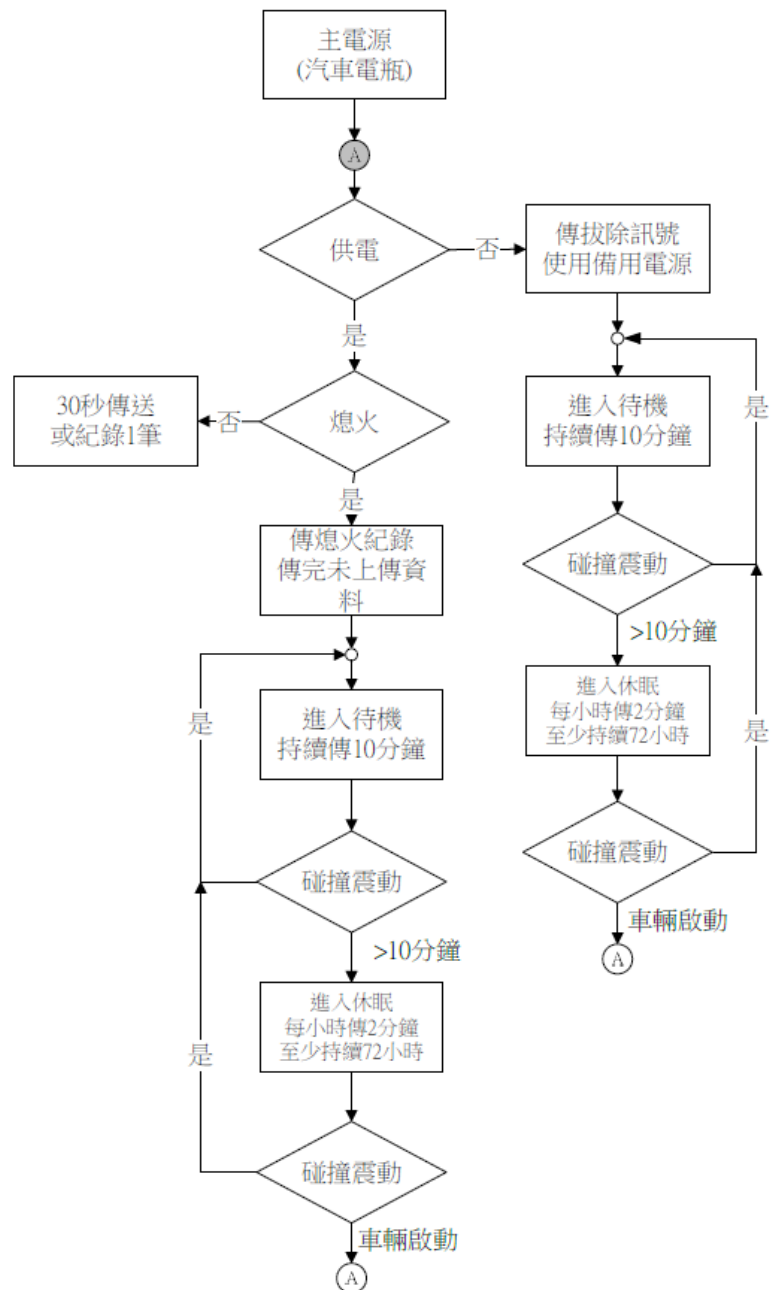 主電源
(汽車電瓶)
A
供電
否
傳拔除訊號
使用備用電源
是
熄火
否
30秒傳送
或紀錄1筆
是
傳熄火紀錄
傳完未上傳資
料
進入待機
持續傳10分鐘
是
碰撞震動
>10分鐘
進入休眠
每小時傳2分鐘
至少持續72小時
是
碰撞震動
車輛啟動
A
進入待機
持續傳10分鐘
是
碰撞震動
>10分鐘
進入休眠
每小時傳2分鐘
至少持續72小時
是
碰撞震動
車輛啟動
A